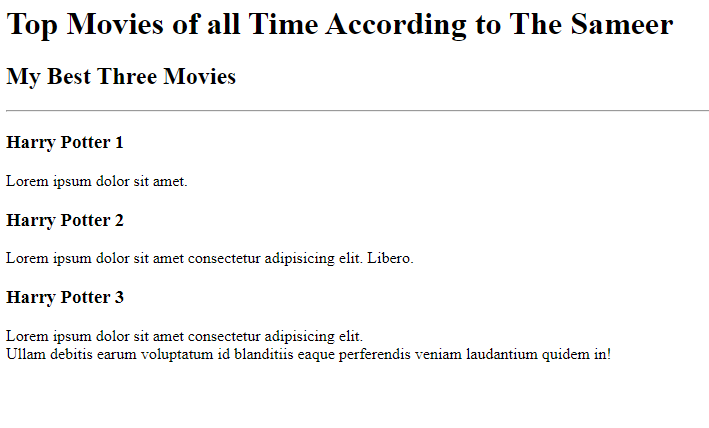 Top Movies of all Time According to The Sameer
My Best Three Movies
Harry Potter 1
Lorem ipsum dolor sit amet.
Harry Potter 2
Lorem ipsum dolor sit amet consectetur adipisicing elit. Libero.
Harry Potter 3
Lorem ipsum dolor sit amet consectetur adipisicing elit.
Ullam debitis earum voluptatum id blanditiis eaque perferendis veniam laudantium quidem in!